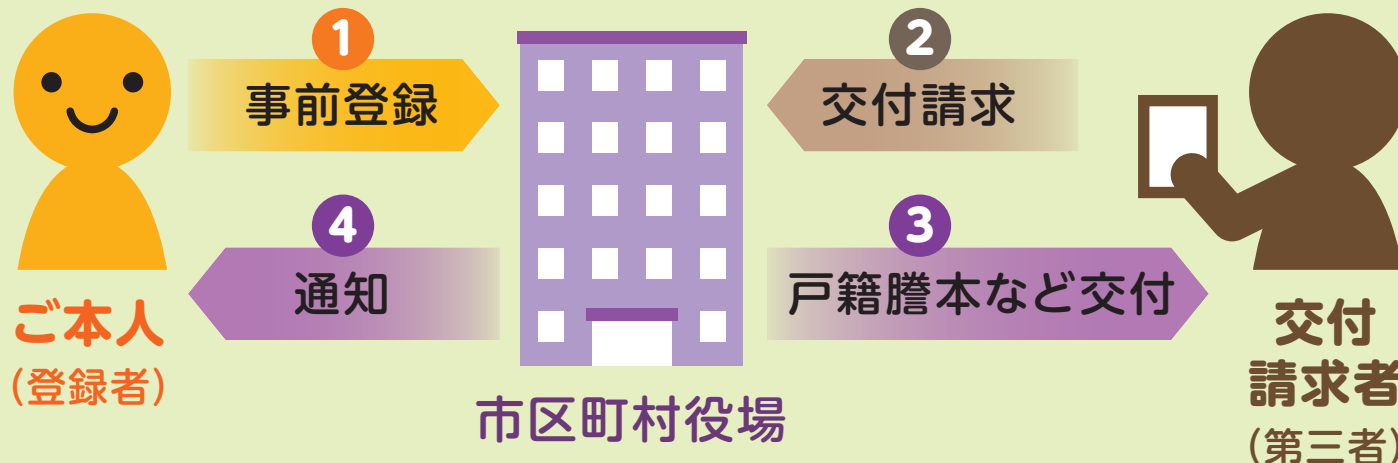 1
事前登録
2
交付請求
4
通知
3
戸籍謄本など交付
ご本人
(登録者)
市区町村役場
交付
請求者
(第三者)